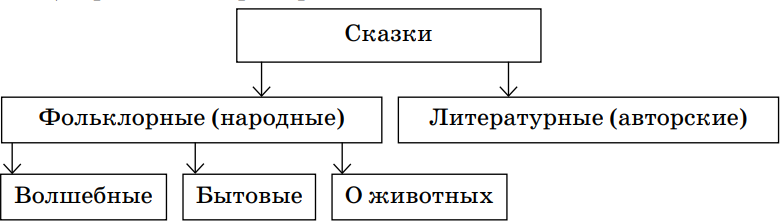 Сказки
Фольклорные (народные)
Литературные (авторские)
Волшебные
Бытовые
О животных